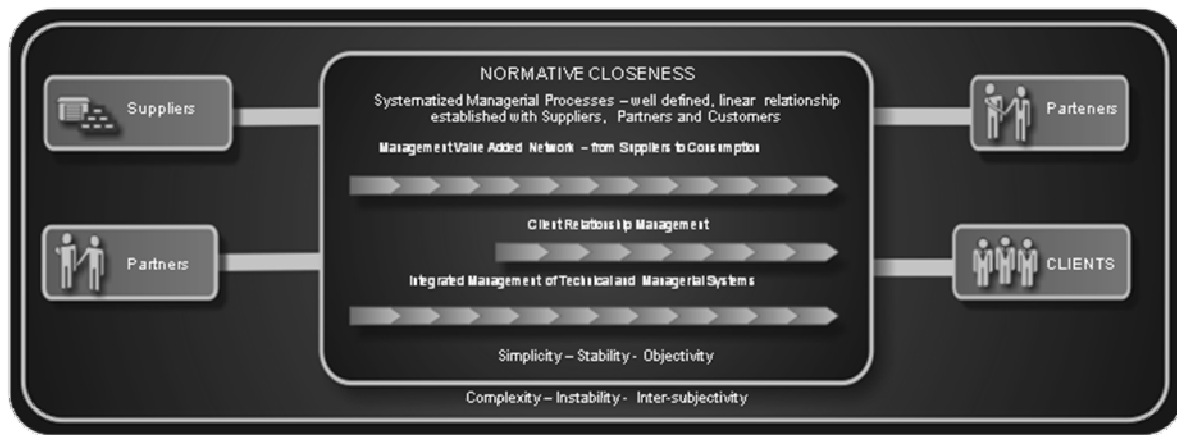 NORMATIVE CLOSENESS
Systematized Managerial Processes – well defined, linear relationship
established with Suppliers, Partners and Customers
Management Value Added Network – from Suppliers to Consumption
Client Relationship Management
Integrated Management of Technical and Managerial Systems
Simplicity – Stability - Objectivity
Complexity – Instability - Inter-subjectivity
Suppliers
Partners
Parteners
CLIENTS